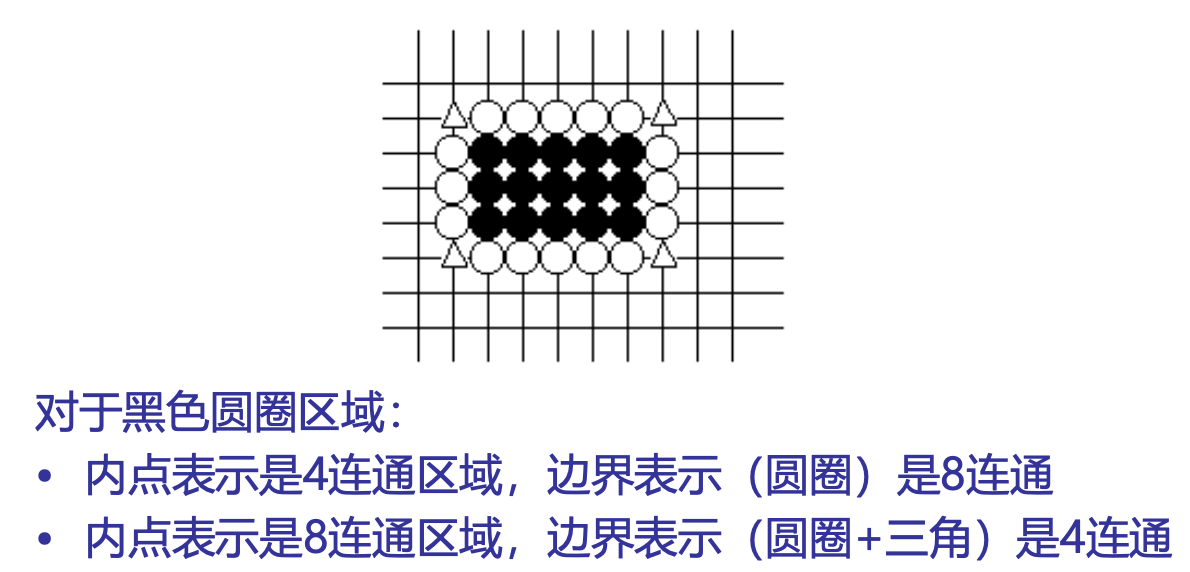 对于黑色圆圈区域：
• 内点表示是4连通区域，边界表示（圆圈）是8连通
• 内点表示是8连通区域，边界表示（圆圈+三角）是4连通